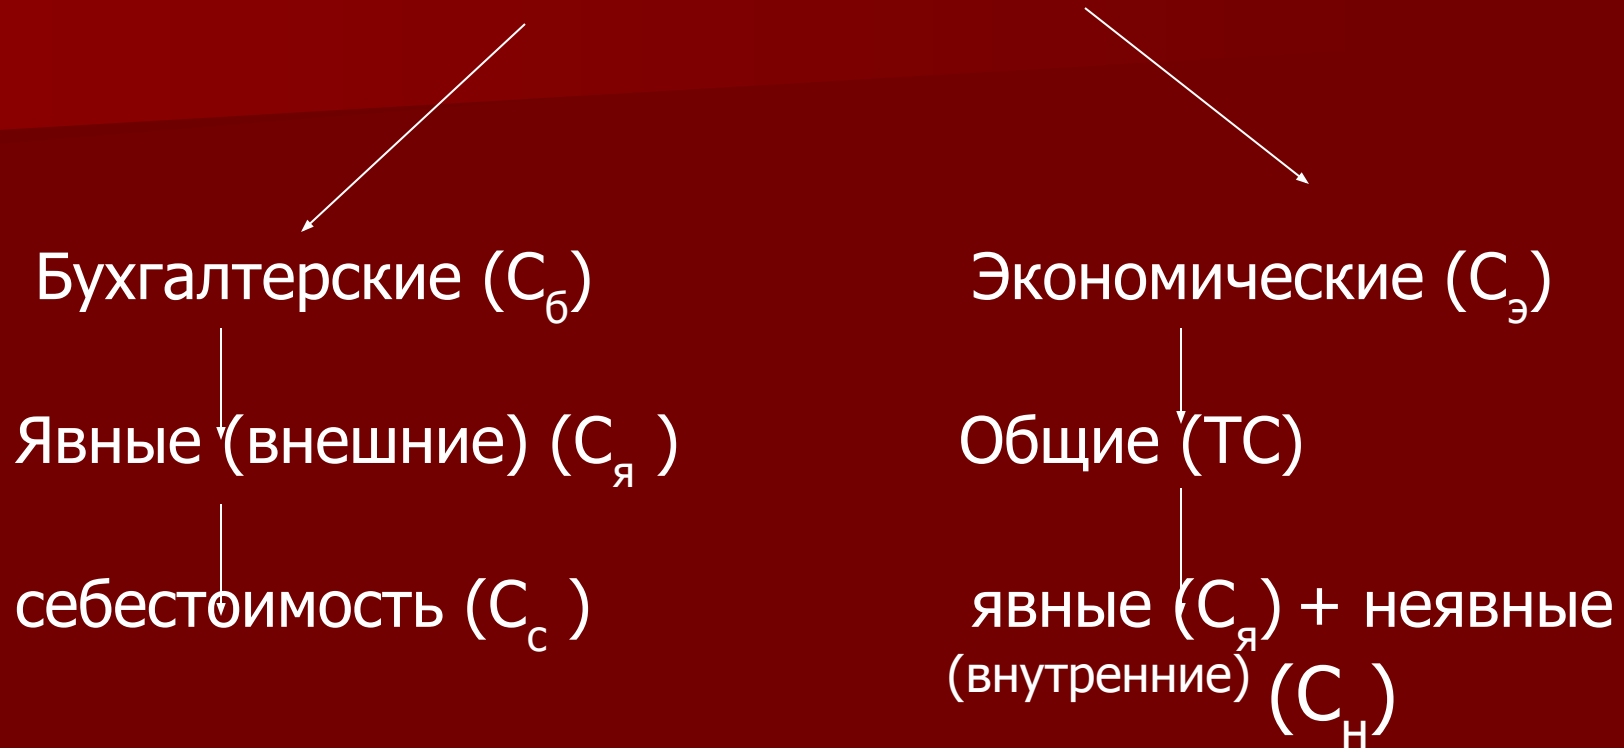 Бухгалтерские (Сб) Экономические (Сэ)
Явные (внешние) (Ся ) Общие (ТС)
себестоимость (Сс ) явные (Ся) + неявные
(внутренние) (Сн)